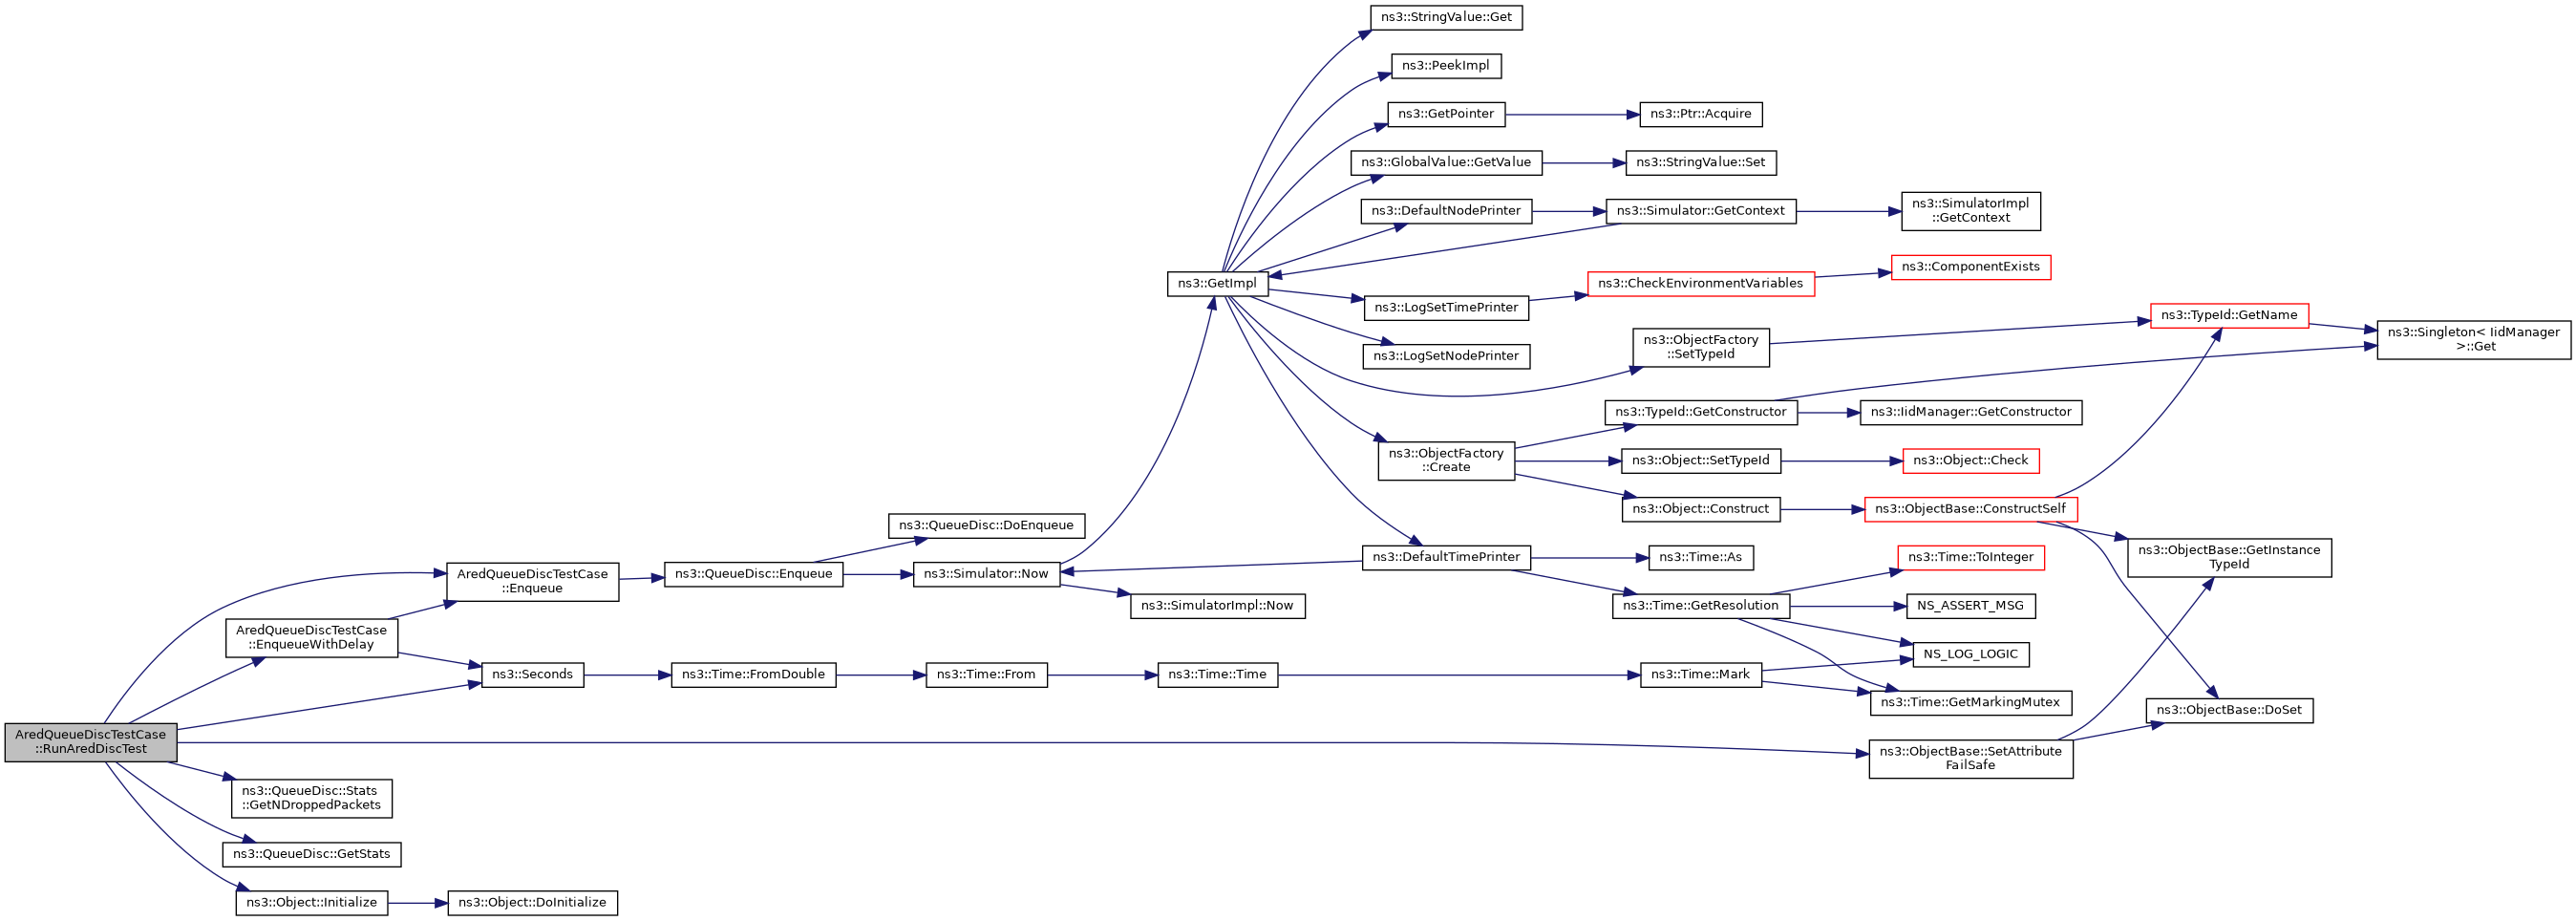 ns3::StringValue::Get
ns3::PeekImpl
ns3::GetPointer
ns3::Ptr::Acquire
ns3::GlobalValue::GetValue
ns3::StringValue::Set
ns3::DefaultNodePrinter
ns3::Simulator::GetContext
ns3::SimulatorImpl
::GetContext
ns3::GetImpl
ns3::LogSetTimePrinter
ns3::CheckEnvironmentVariables
ns3::ComponentExists
ns3::LogSetNodePrinter
ns3::ObjectFactory
::SetTypeId
ns3::TypeId::GetName
ns3::Singleton< IidManager
>::Get
ns3::TypeId::GetConstructor
ns3::IidManager::GetConstructor
ns3::ObjectFactory
::Create
ns3::Object::SetTypeId
ns3::Object::Check
ns3::Object::Construct
ns3::ObjectBase::ConstructSelf
ns3::QueueDisc::DoEnqueue
ns3::DefaultTimePrinter
ns3::Time::As
ns3::Time::ToInteger
ns3::ObjectBase::GetInstance
TypeId
AredQueueDiscTestCase
::Enqueue
ns3::QueueDisc::Enqueue
ns3::Simulator::Now
ns3::SimulatorImpl::Now
ns3::Time::GetResolution
NS_ASSERT_MSG
AredQueueDiscTestCase
::EnqueueWithDelay
NS_LOG_LOGIC
ns3::Seconds
ns3::Time::FromDouble
ns3::Time::From
ns3::Time::Time
ns3::Time::Mark
ns3::Time::GetMarkingMutex
ns3::ObjectBase::DoSet
AredQueueDiscTestCase
::RunAredDiscTest
ns3::ObjectBase::SetAttribute
FailSafe
ns3::QueueDisc::Stats
::GetNDroppedPackets
ns3::QueueDisc::GetStats
ns3::Object::Initialize
ns3::Object::DoInitialize